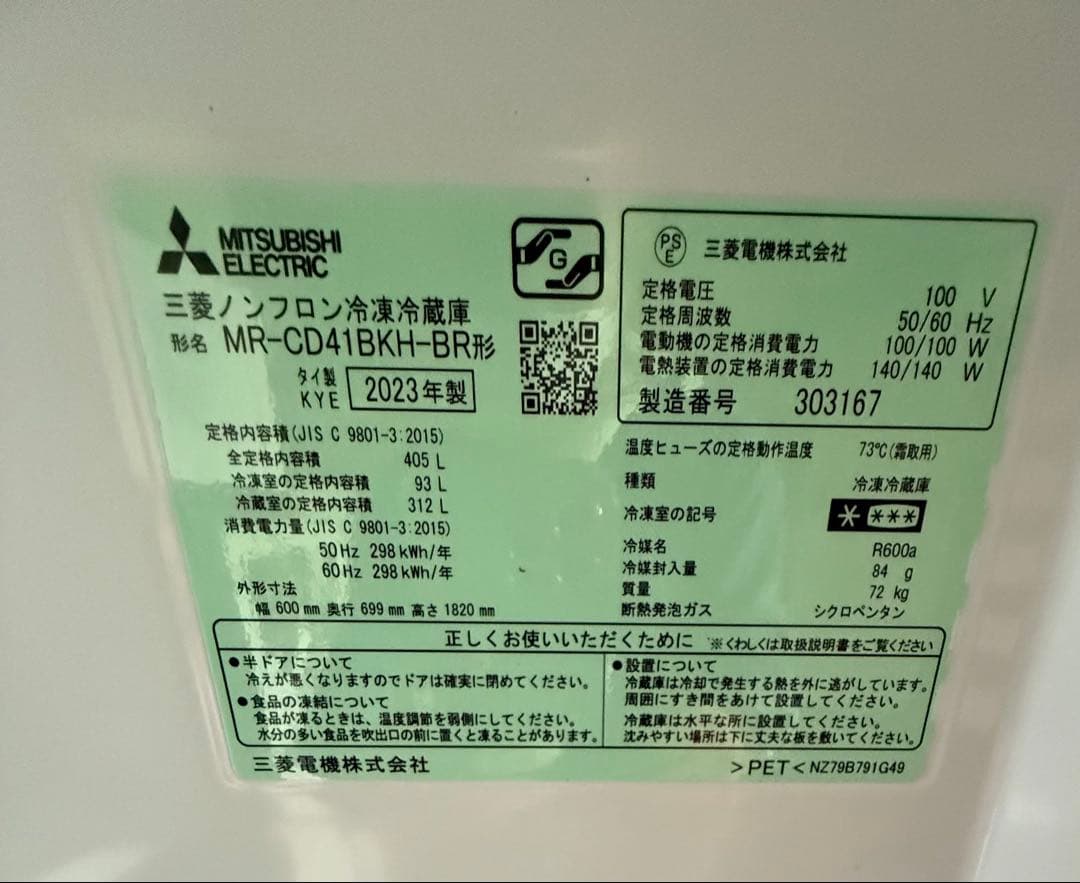 MITSUBISHI
ELECTRIC
三菱ノンフロン冷凍冷蔵庫
形名 MR-CD41BKH-BR形
タイ製
KYE
2023年製
定格内容積(JIS C 9801-3:2015)
全定格内容積 405 L
冷凍室の定格内容積 93 L
冷蔵室の定格内容積 312 L
消費電力量(JIS C 9801-3:2015)
50Hz 298kWh/年
60Hz 298kWh/年
外形寸法
幅 600mm 奥行 699mm 高さ 1820mm
G
PS
E
三菱電機株式会社
定格電圧 100 V
定格周波数 50/60 Hz
電動機の定格消費電力 100/100 W
電熱装置の定格消費電力 140/140 W
製造番号 303167
温度ヒューズの定格動作温度 73℃(霜取用)
種類 冷凍冷蔵庫
冷凍室の記号 * ***
冷媒名 R600a
冷媒封入量 84 g
質量 72 kg
断熱発泡ガス シクロペンタン
正しくお使いいただくために ※くわしくは取扱説明書をご覧ください
●半ドアについて
冷えが悪くなりますのでドアは確実に閉めてください。
●食品の凍結について
食品が凍るときは、温度調節を弱側にしてください。
水分の多い食品を吹出口の前に置くと凍ることがあります。
●設置について
冷蔵庫は冷却で発生する熱を外に逃がしています。
周囲にすき間をあけて設置してください。
冷蔵庫は水平な所に設置してください。
沈みやすい場所は下に丈夫な板を敷いてください。
三菱電機株式会社
>PET< NZ79B791G49